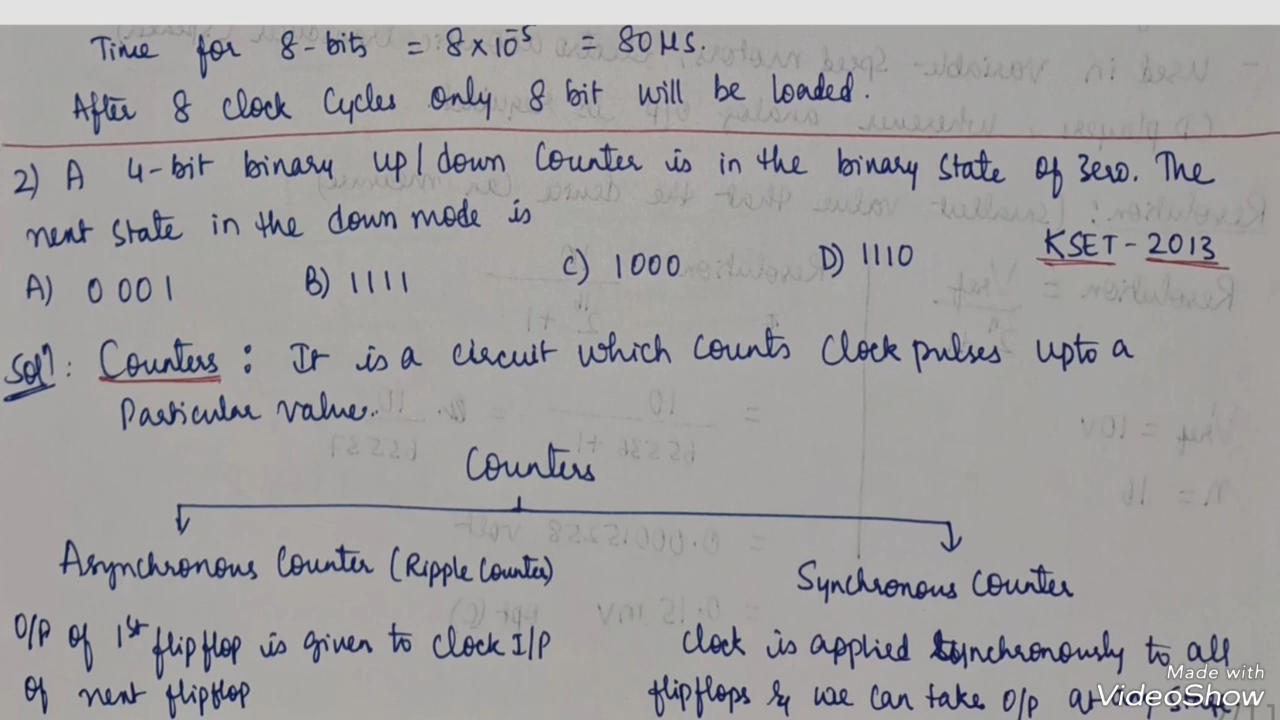 Time for 8-bits = 8×10⁻⁵ = 80 μs.
After 8 clock cycles only 8 bit will be loaded.
2) A 4-bit binary up/down counter is in the binary state of zero. The
next state in the down mode is
A) 0001 B) 1111 C) 1000 D) 1110 KSET - 2013
Solⁿ: Counters: It is a circuit which counts clock pulses upto a
Particular value.
Counters
Asynchronous Counter (Ripple Counter)
Synchronous Counter
O/P of 1st flipflop is given to clock I/P
of next flipflop
Clock is applied synchronously to all
flipflops & we can take O/P at any
Made with
VideoShow